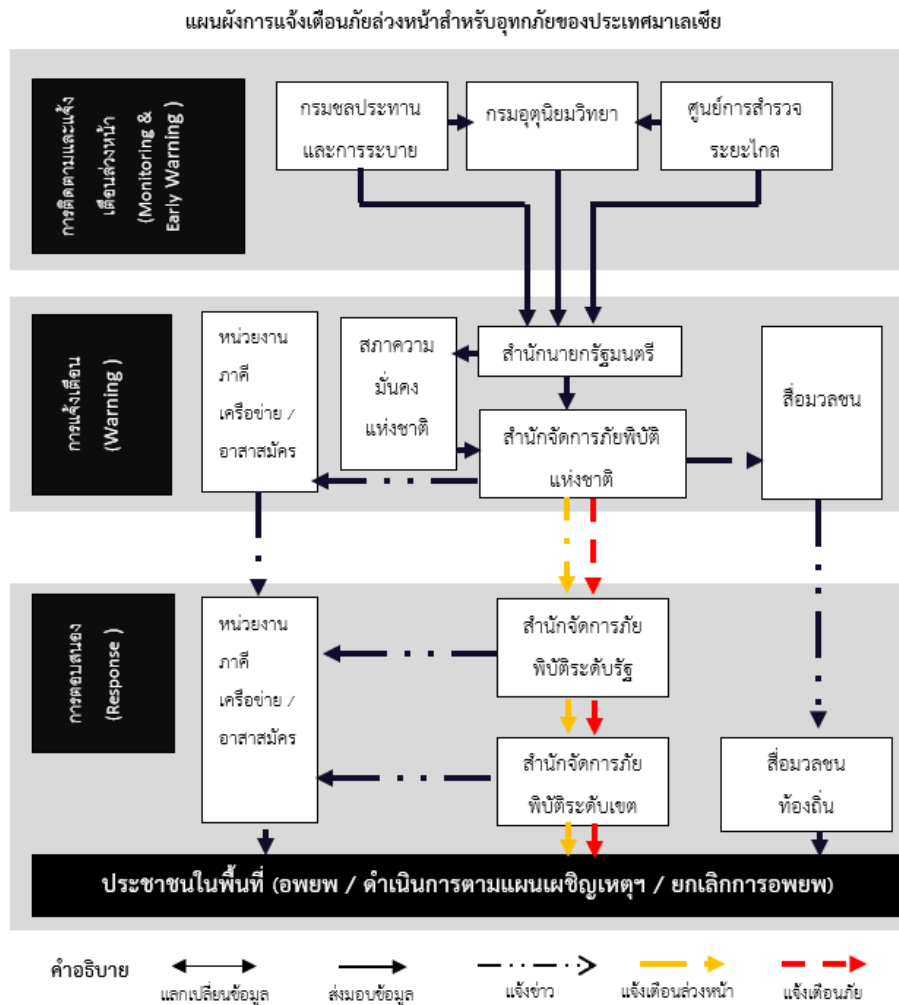 แผนผังการแจ้งเตือนภัยล่วงหน้าสำหรับอุทกภัยของประเทศมาเลเซีย
การติดตามและแจ้ง
เตือนล่วงหน้า
(Monitoring &
Early Warning)
กรมชลประทาน
และการระบาย
กรมอุตุนิยมวิทยา
ศูนย์การสำรวจ
ระยะไกล
การแจ้งเตือน
(Warning )
หน่วยงาน
ภาคี
เครือข่าย /
อาสาสมัคร
สภาความ
มั่นคง
แห่งชาติ
สำนักนายกรัฐมนตรี
สำนักจัดการภัยพิบัติ
แห่งชาติ
สื่อมวลชน
การตอบสนอง
(Response )
หน่วยงาน
ภาคี
เครือข่าย /
อาสาสมัคร
สำนักจัดการภัย
พิบัติระดับรัฐ
สำนักจัดการภัย
พิบัติระดับเขต
สื่อมวลชน
ท้องถิ่น
ประชาชนในพื้นที่ (อพยพ / ดำเนินการตามแผนเผชิญเหตุฯ / ยกเลิกการอพยพ)
คำอธิบาย
แลกเปลี่ยนข้อมูล
ส่งมอบข้อมูล
แจ้งข่าว
แจ้งเตือนล่วงหน้า
แจ้งเตือนภัย